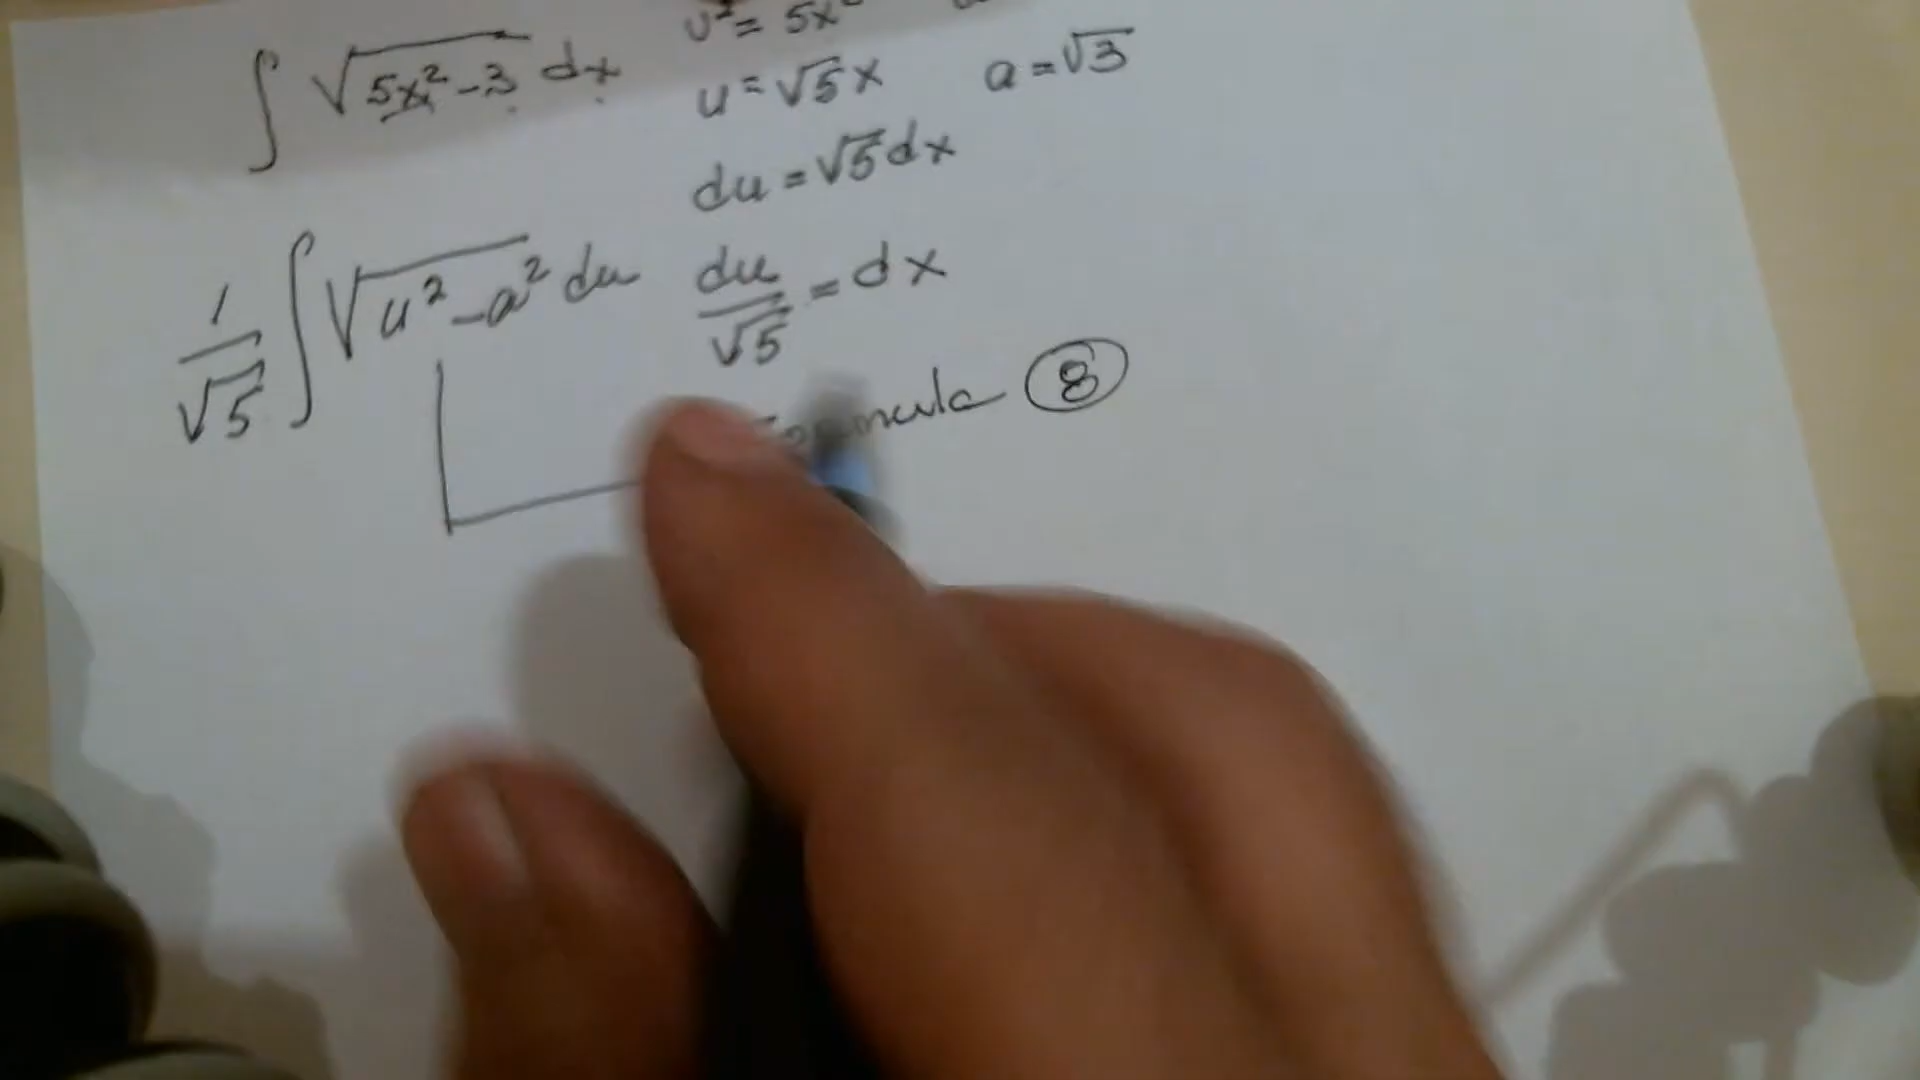 ∫ √(5x²-3) dx
u² = 5x²
u = √5 x a = √3
du = √5 dx
1/√5 ∫ √(u² - a²) du du/√5 = dx
Formula 8